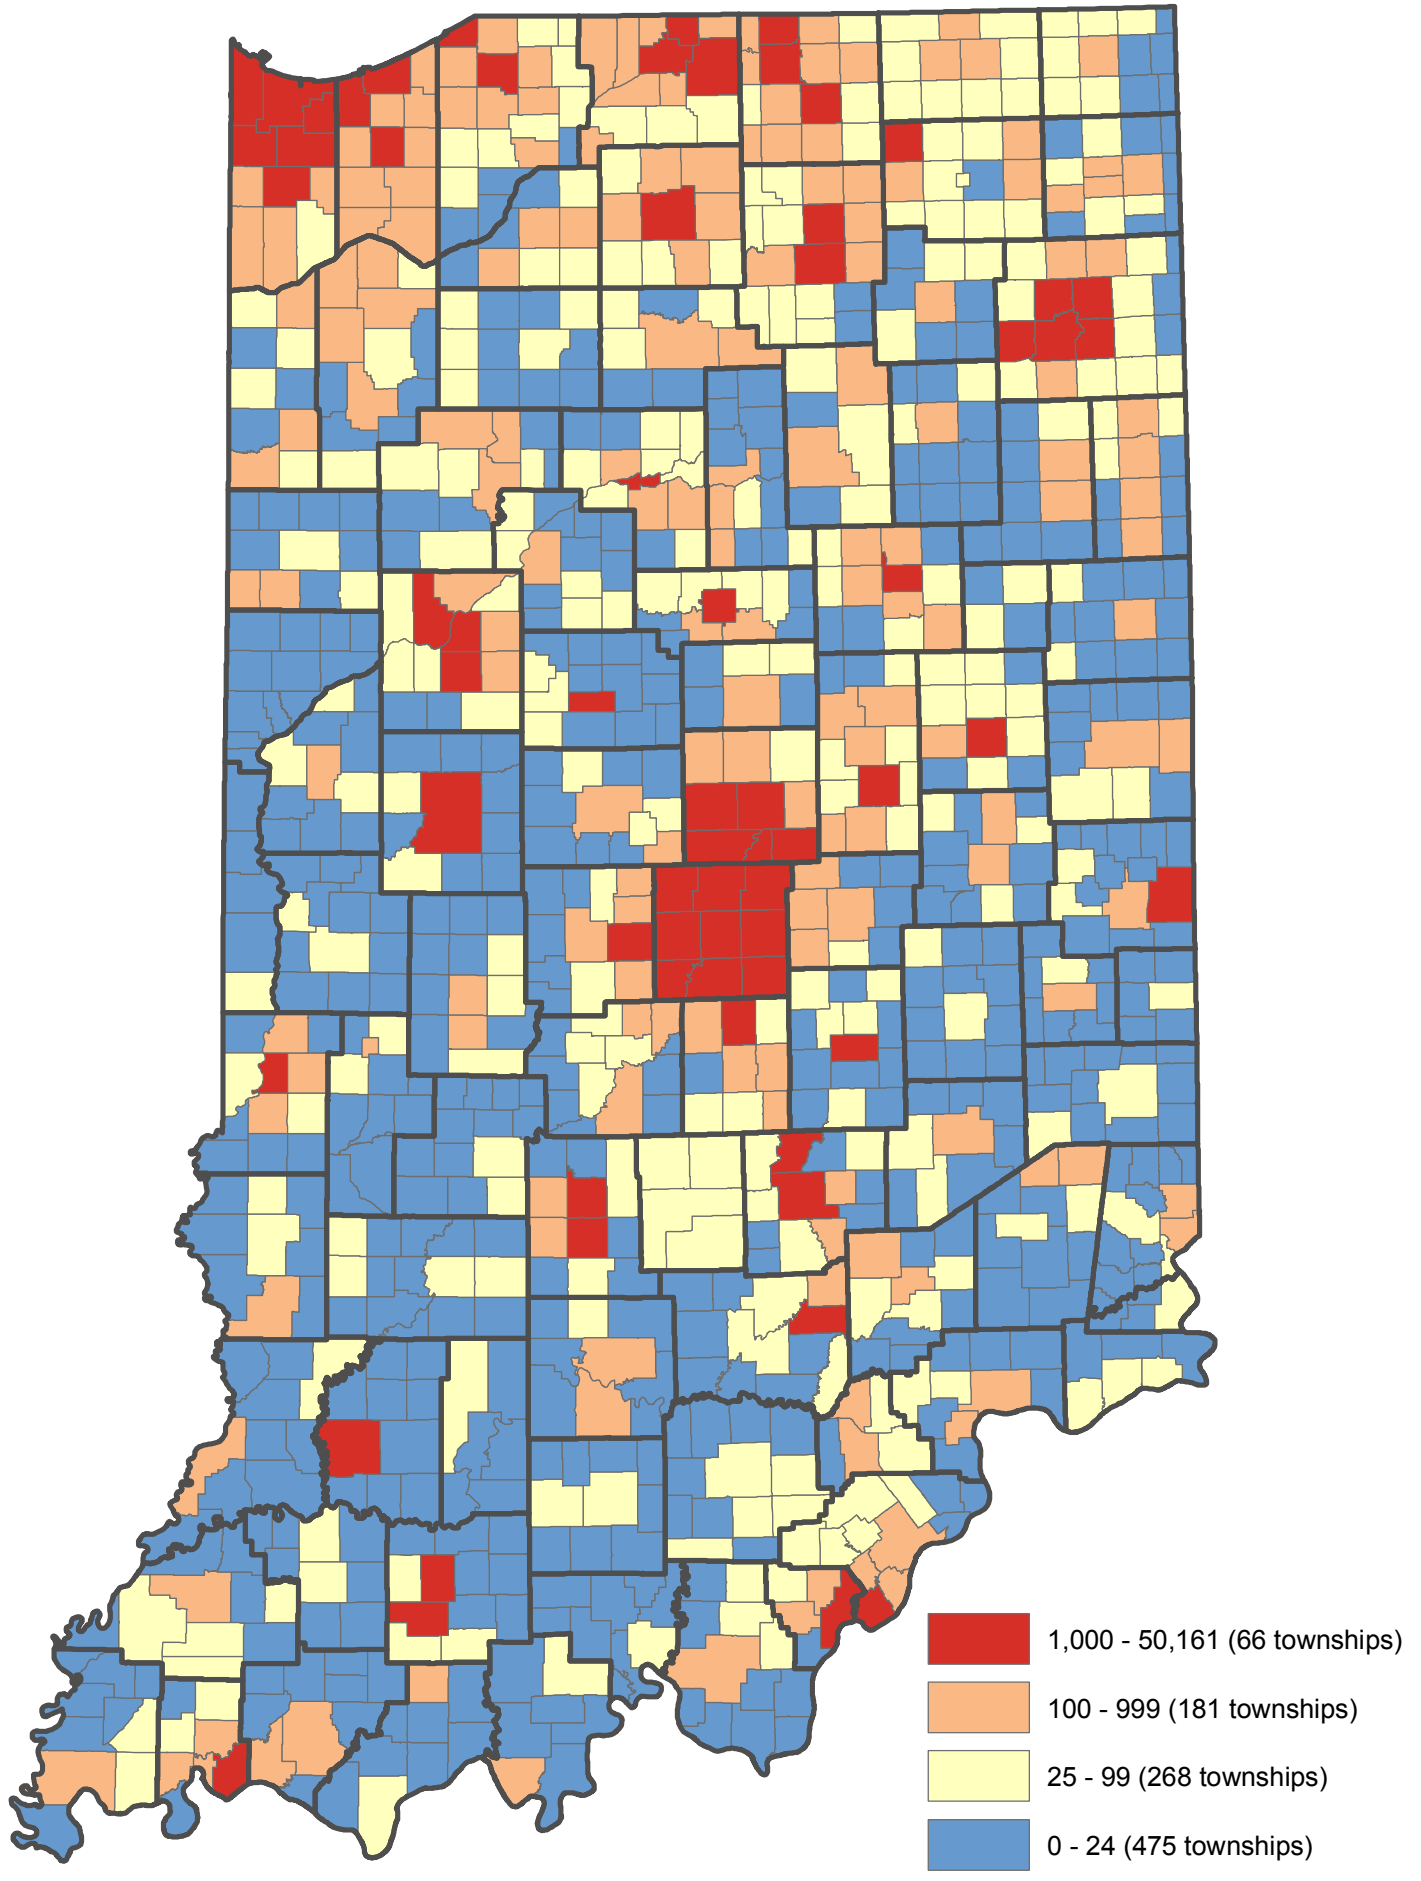 1,000 - 50,161 (66 townships)
100 - 999 (181 townships)
25 - 99 (268 townships)
0 - 24 (475 townships)